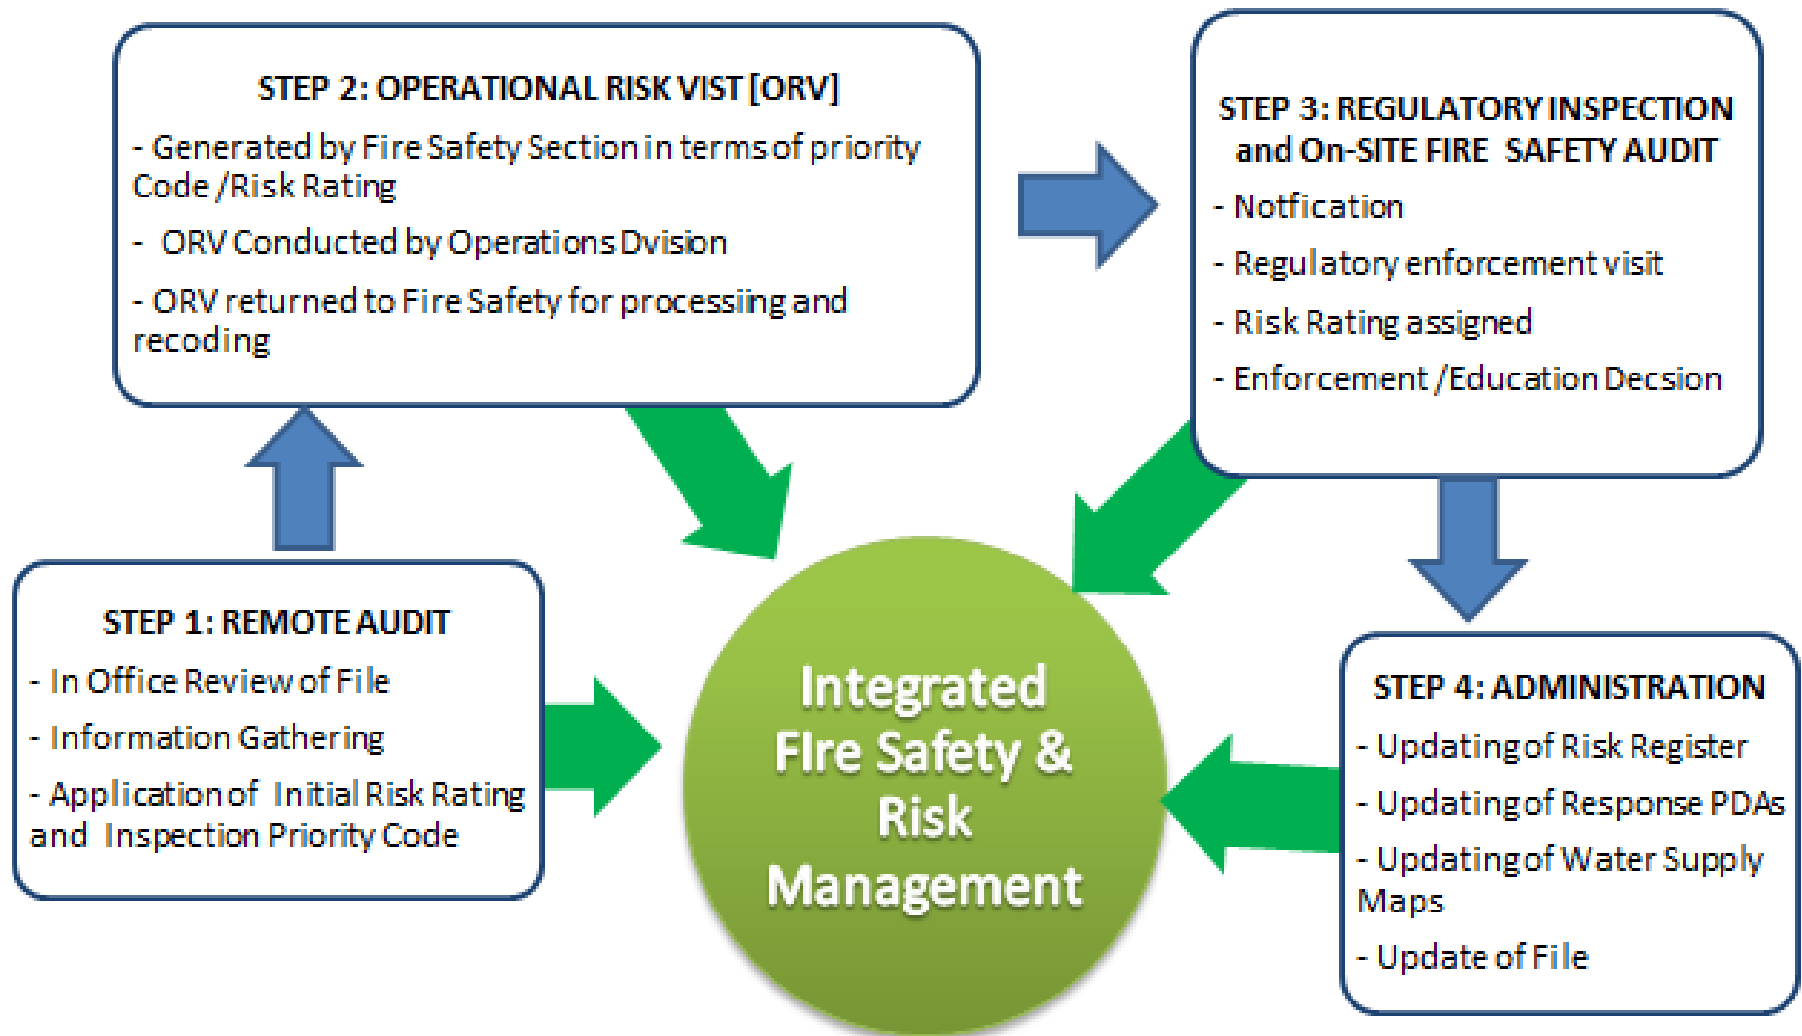 STEP 2: OPERATIONAL RISK VIST [ORV]
- Generated by Fire Safety Section in terms of priority
Code /Risk Rating
- ORV Conducted by Operations Dvision
- ORV returned to Fire Safety for processiing and
recoding
STEP 3: REGULATORY INSPECTION
and On-SITE FIRE SAFETY AUDIT
- Notfication
- Regulatory enforcement visit
- Risk Rating assigned
- Enforcement /Education Decsion
STEP 1: REMOTE AUDIT
- In Office Review of File
- Information Gathering
- Application of Initial Risk Rating
and Inspection Priority Code
Integrated
FIre Safety &
Risk
Management
STEP 4: ADMINISTRATION
- Updating of Risk Register
- Updating of Response PDAs
- Updating of Water Supply
Maps
- Update of File